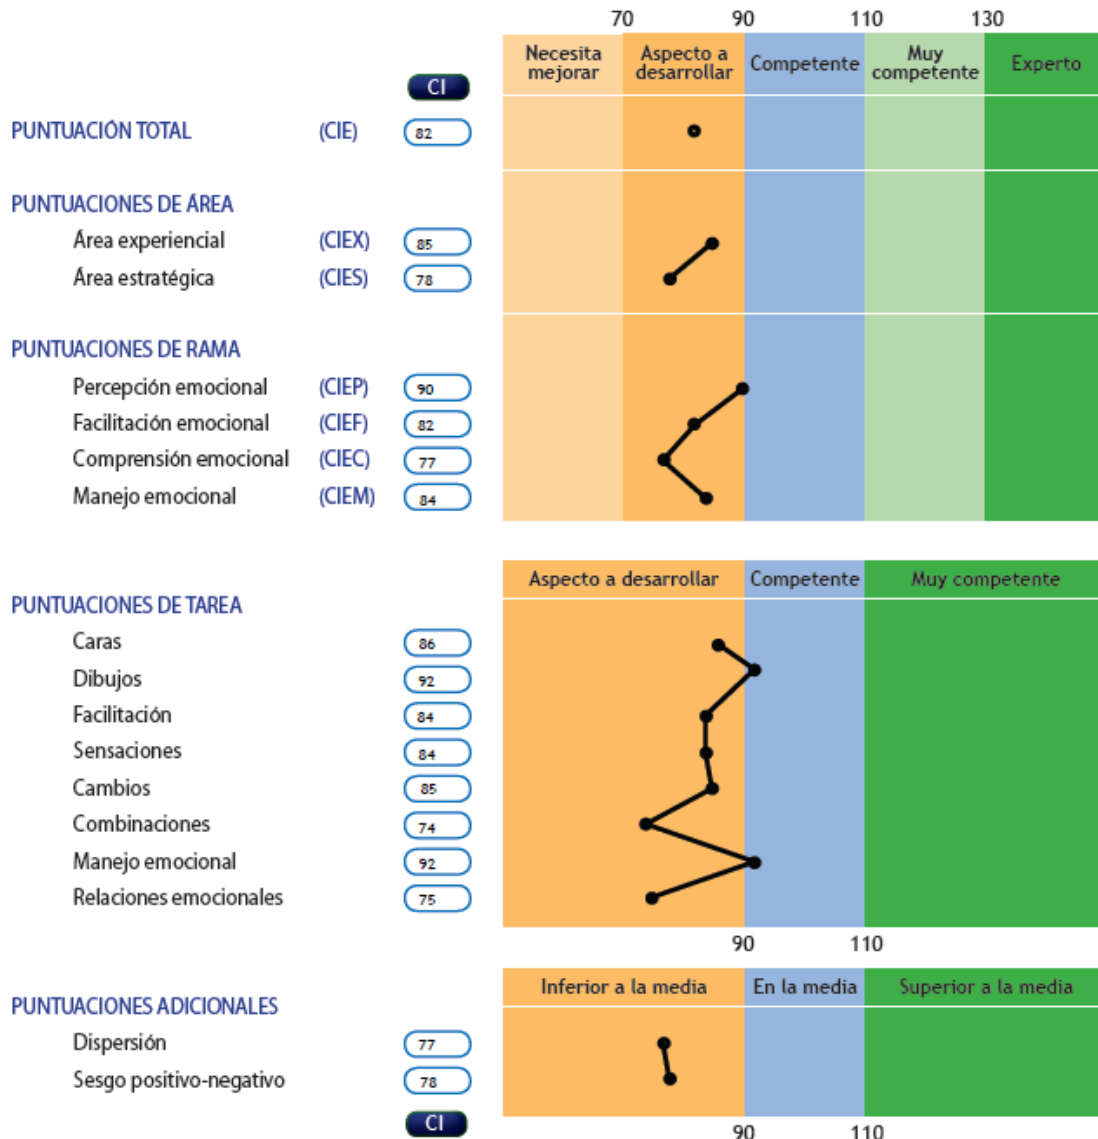 70 90 110 130
Necesita mejorar Aspecto a desarrollar Competente Muy competente Experto
CI
PUNTUACIÓN TOTAL (CIE) 82
PUNTUACIONES DE ÁREA
Área experiencial (CIEX) 85
Área estratégica (CIES) 78
PUNTUACIONES DE RAMA
Percepción emocional (CIEP) 90
Facilitación emocional (CIEF) 82
Comprensión emocional (CIEC) 77
Manejo emocional (CIEM) 84
Aspecto a desarrollar Competente Muy competente
PUNTUACIONES DE TAREA
Caras 86
Dibujos 92
Facilitación 84
Sensaciones 84
Cambios 85
Combinaciones 74
Manejo emocional 92
Relaciones emocionales 75
90 110
Inferior a la media En la media Superior a la media
PUNTUACIONES ADICIONALES
Dispersión 77
Sesgo positivo-negativo 78
CI
90 110